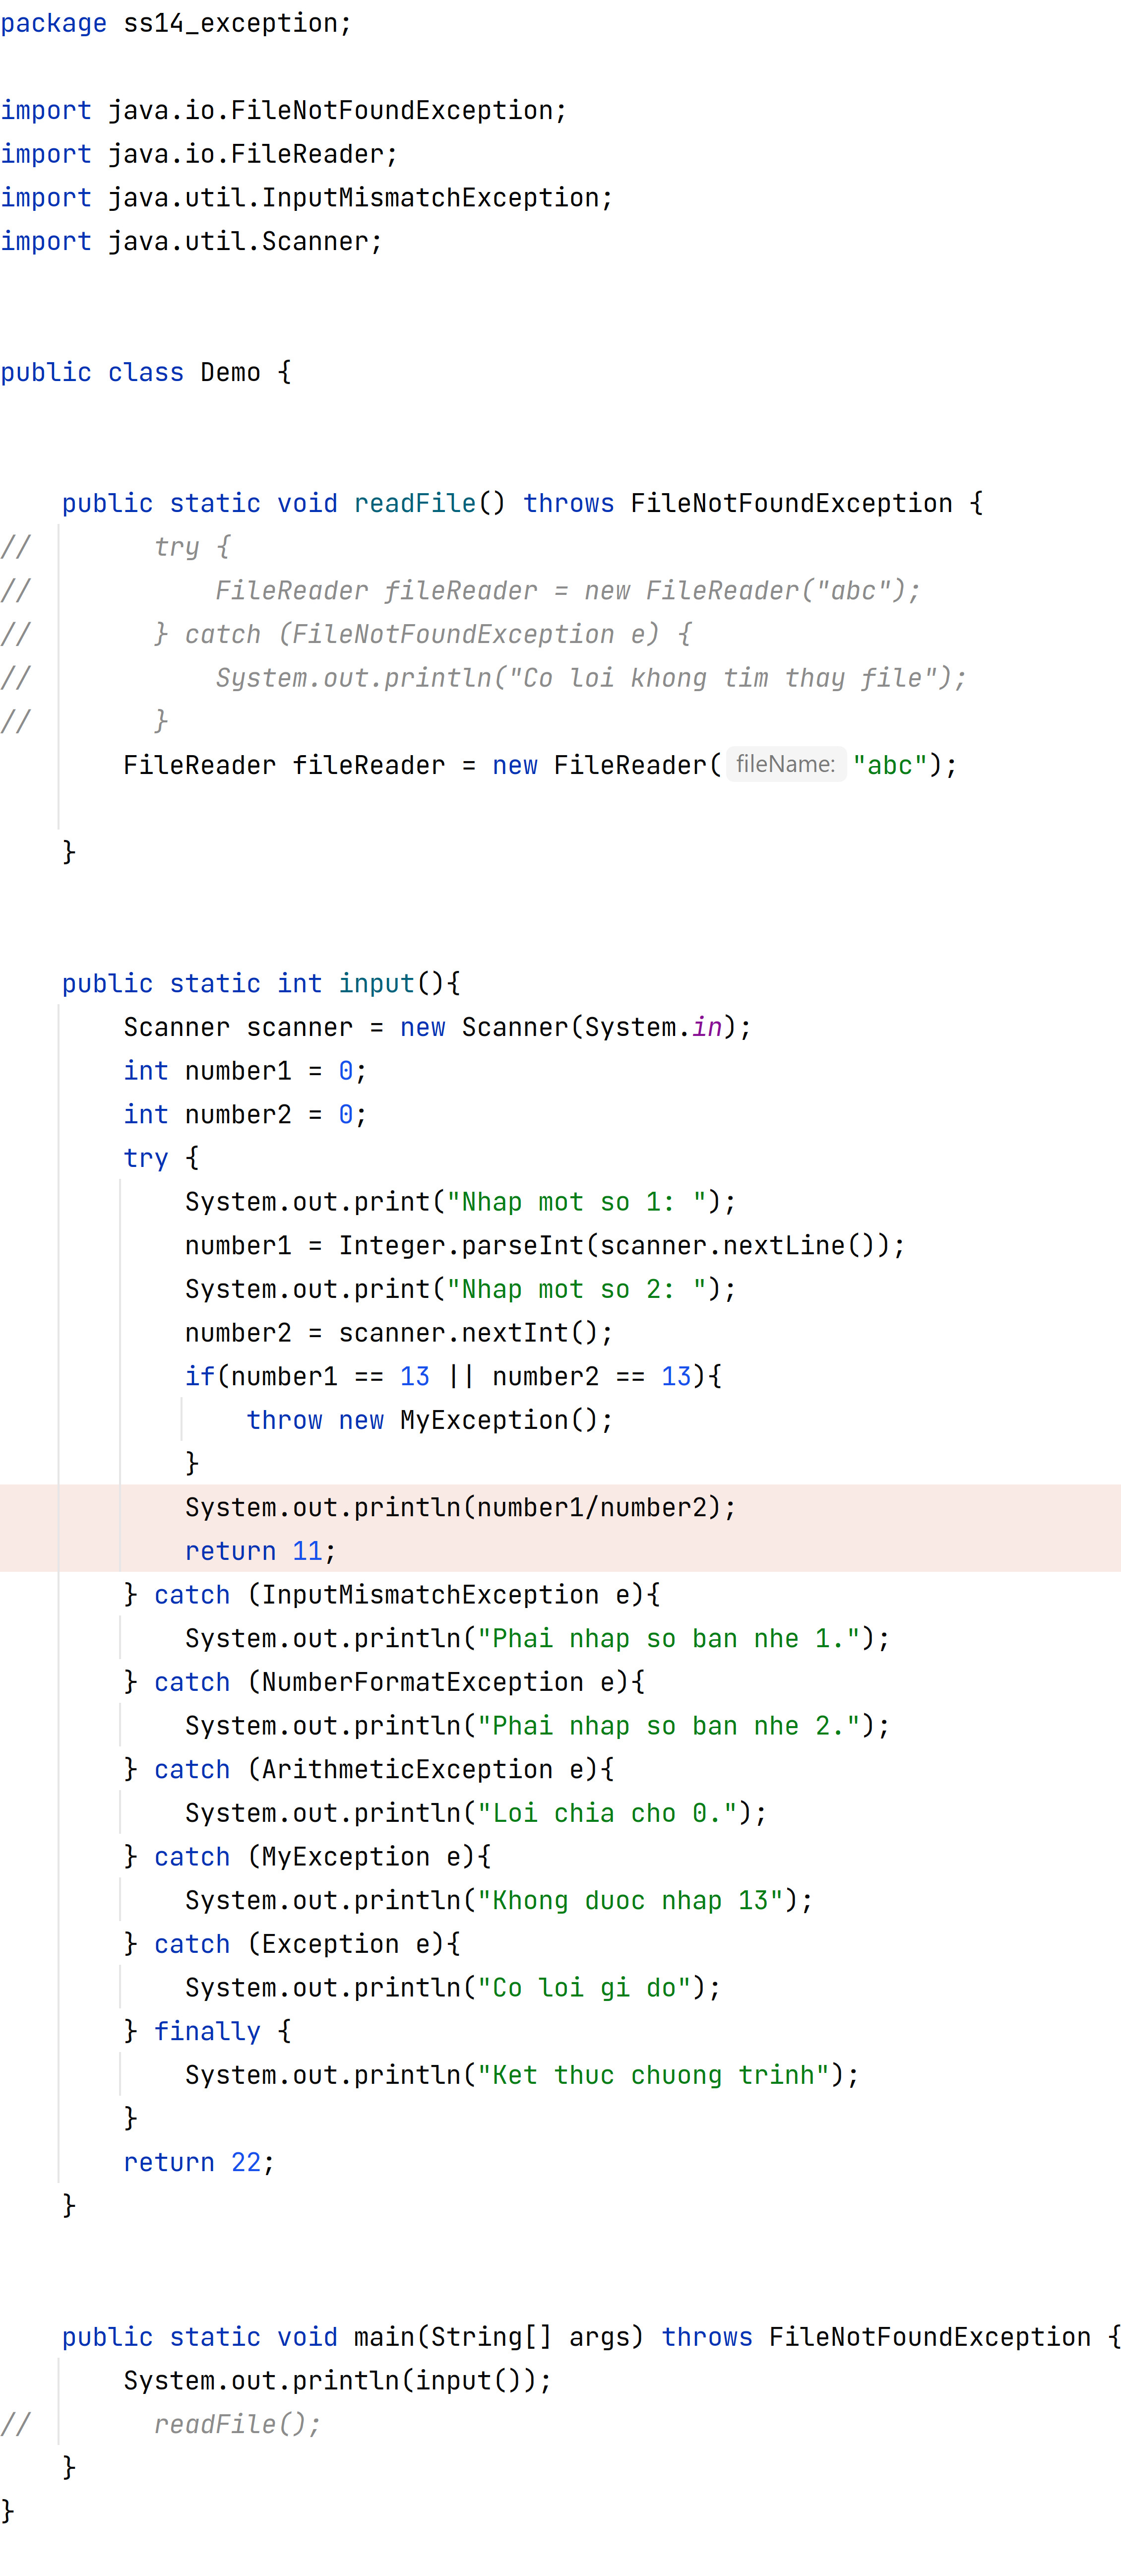 package ss14_exception;
import java.io.FileNotFoundException;
import java.io.FileReader;
import java.util.InputMismatchException;
import java.util.Scanner;
public class Demo {
    public static void readFile() throws FileNotFoundException {
//        try {
//            FileReader fileReader = new FileReader("abc");
//        } catch (FileNotFoundException e) {
//            System.out.println("Co loi khong tim thay file");
//        }
        FileReader fileReader = new FileReader( fileName: "abc");
    }
    public static int input(){
        Scanner scanner = new Scanner(System.in);
        int number1 = 0;
        int number2 = 0;
        try {
            System.out.print("Nhap mot so 1: ");
            number1 = Integer.parseInt(scanner.nextLine());
            System.out.print("Nhap mot so 2: ");
            number2 = scanner.nextInt();
            if(number1 == 13 || number2 == 13){
                throw new MyException();
            }
            System.out.println(number1/number2);
            return 11;
        } catch (InputMismatchException e){
            System.out.println("Phai nhap so ban nhe 1.");
        } catch (NumberFormatException e){
            System.out.println("Phai nhap so ban nhe 2.");
        } catch (ArithmeticException e){
            System.out.println("Loi chia cho 0.");
        } catch (MyException e){
            System.out.println("Khong duoc nhap 13");
        } catch (Exception e){
            System.out.println("Co loi gi do");
        } finally {
            System.out.println("Ket thuc chuong trinh");
        }
        return 22;
    }
    public static void main(String[] args) throws FileNotFoundException {
        System.out.println(input());
//        readFile();
    }
}